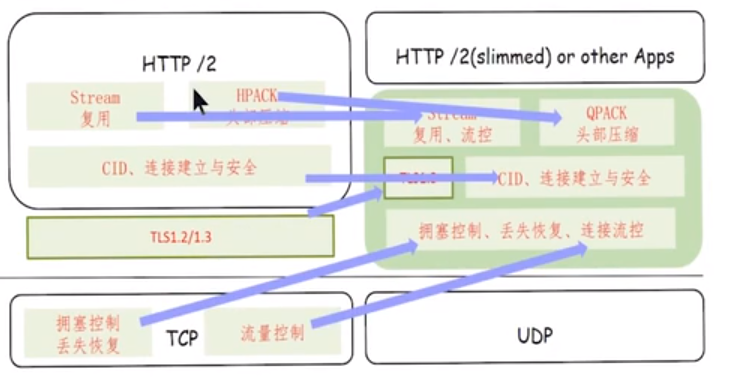 HTTP /2
Stream
复用
HPACK
头部压缩
CID、连接建立与安全
TLS1.2/1.3
拥塞控制
丢失恢复
TCP
流量控制
HTTP /2(slimmed) or other Apps
Stream
复用、流控
QPACK
头部压缩
CID、连接建立与安全
拥塞控制、丢失恢复、连接流控
UDP